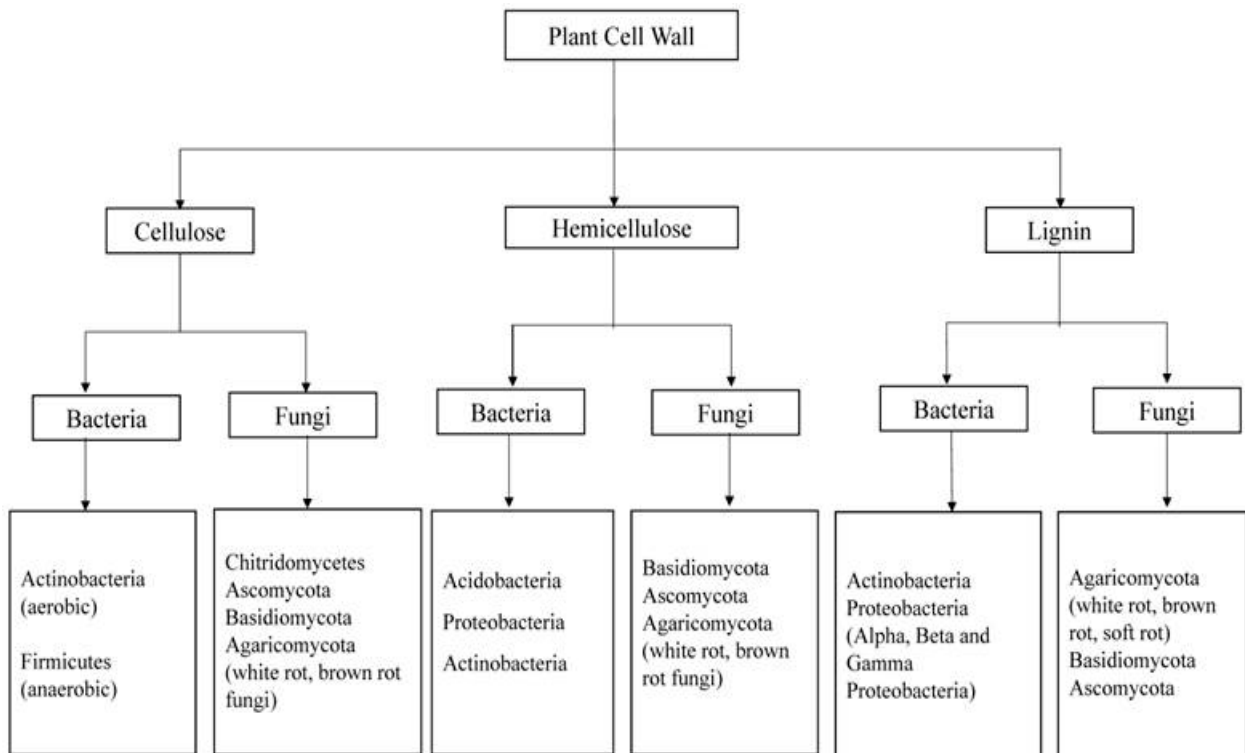 Plant Cell Wall
Cellulose
Hemicellulose
Lignin
Bacteria
Fungi
Bacteria
Fungi
Bacteria
Fungi
Actinobacteria
(aerobic)
Firmicutes
(anaerobic)
Chitridomycetes
Ascomycota
Basidiomycota
Agaricomycota
(white rot, brown rot
fungi)
Acidobacteria
Proteobacteria
Actinobacteria
Basidiomycota
Ascomycota
Agaricomycota
(white rot, brown
rot fungi)
Actinobacteria
Proteobacteria
(Alpha, Beta and
Gamma
Proteobacteria)
Agaricomycota
(white rot, brown
rot, soft rot)
Basidiomycota
Ascomycota